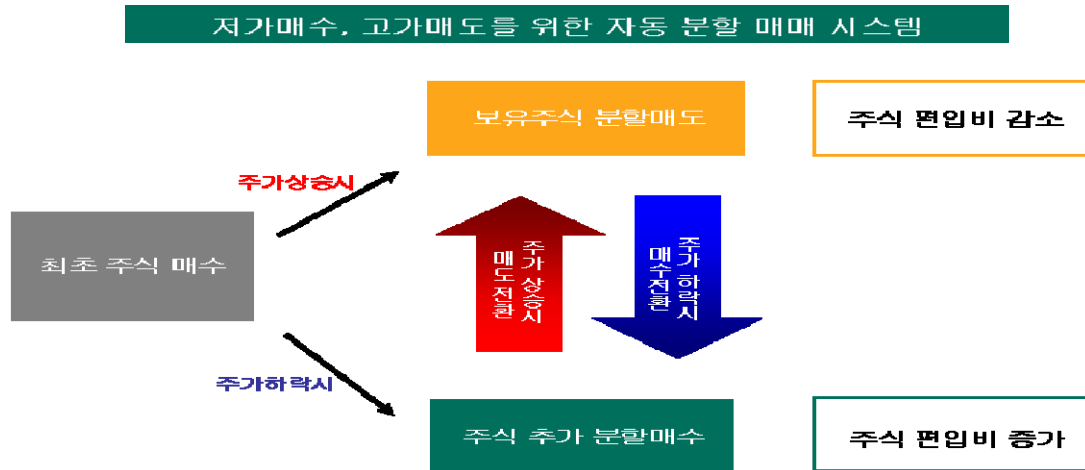 저가매수, 고가매도를 위한 자동 분할 매매 시스템
보유주식 분할매도
주식 편입비 감소
주가상승시
최초 주식 매수
주가 상승시
매도전환
주가 하락시
매수전환
주가하락시
주식 추가 분할매수
주식 편입비 증가